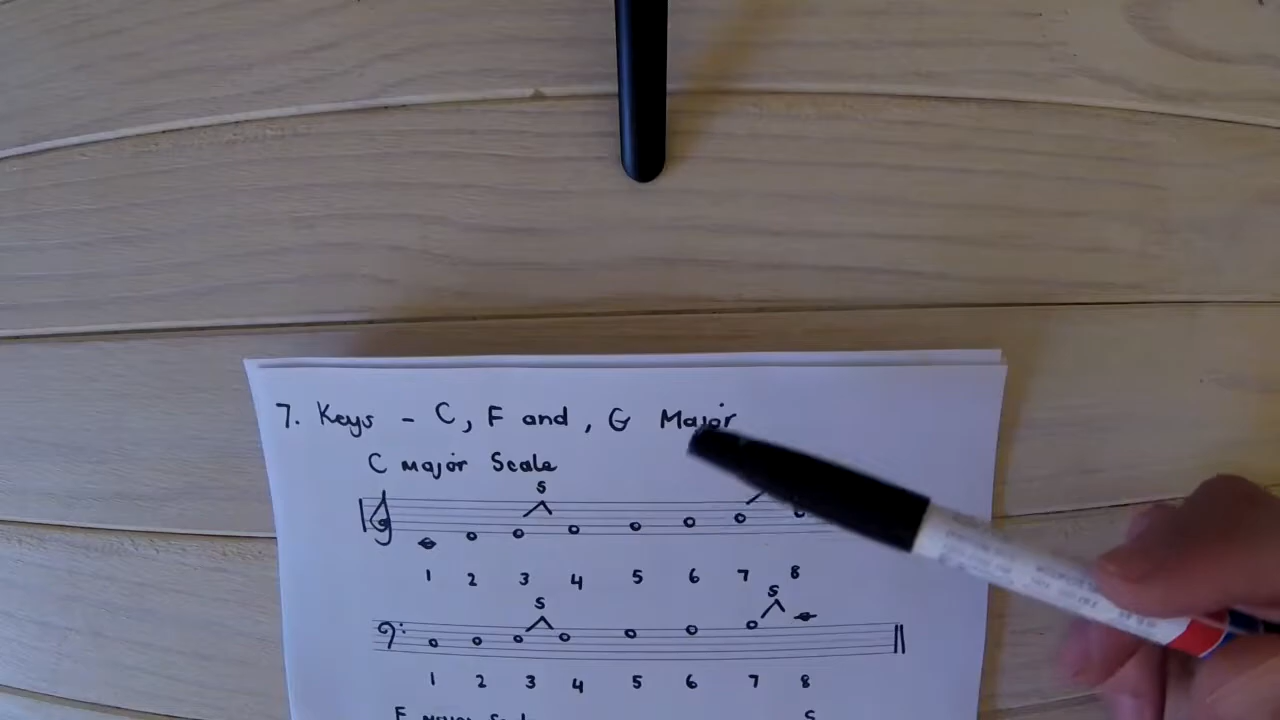 7. Keys - C, F and, G Major
C major Scale
S
1 2 3 4 5 6 7 8
S S
1 2 3 4 5 6 7 8
F major
S